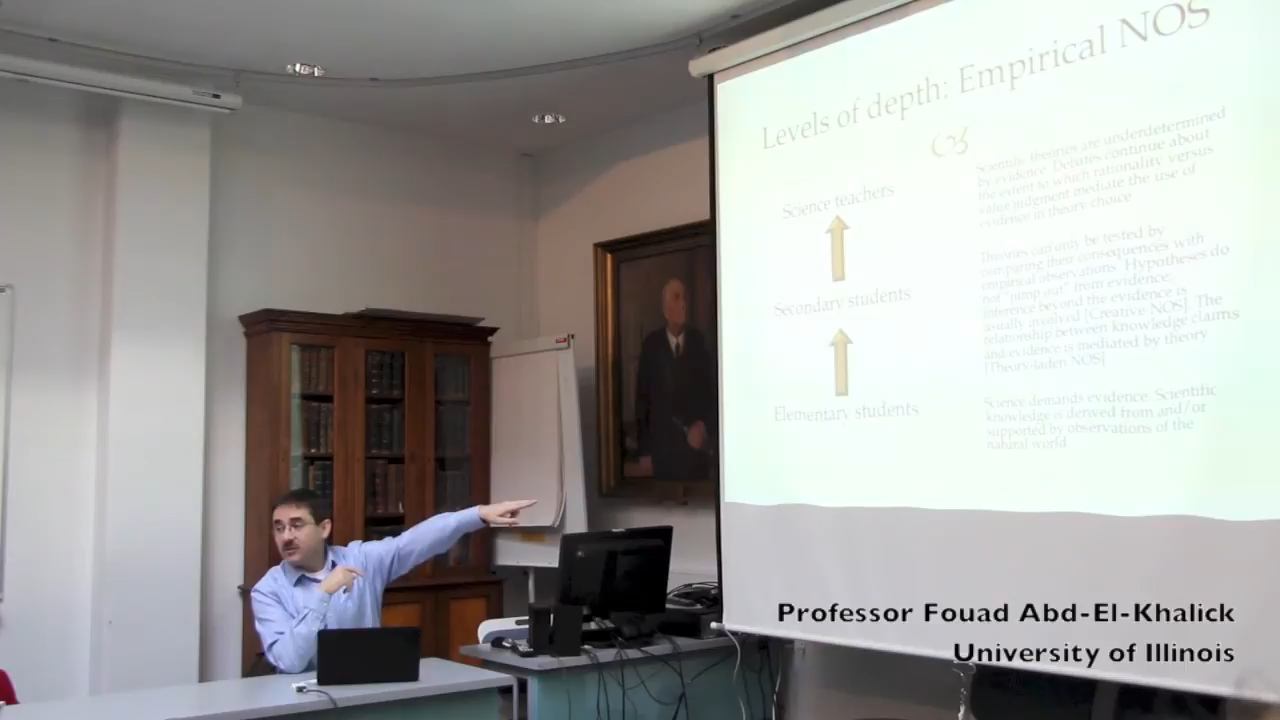 Levels of depth: Empirical NOS
Scientific theories are underdetermined
by evidence. Debates continue about
the extent to which rationality versus
value judgment mediate the use of
evidence in theory choice
Science teachers
Theories can only be tested by
comparing their consequences with
empirical observations. Hypotheses do
not "jump out" from evidence:
inference beyond the evidence is
usually involved [Creative NOS]. The
relationship between knowledge claims
and evidence is mediated by theory
[Theory-laden NOS]
Secondary students
Science demands evidence: Scientific
knowledge is derived from and/or
supported by observations of the
natural world
Elementary students
Professor Fouad Abd-El-Khalick
University of Illinois